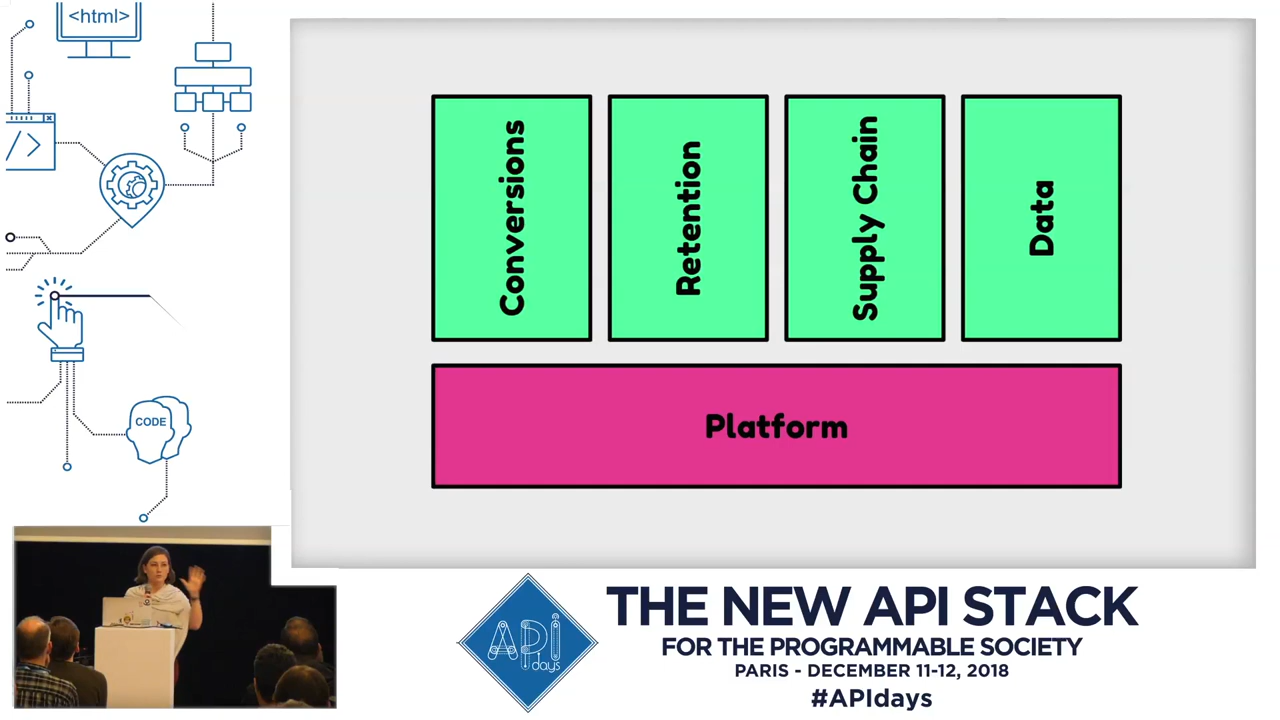 <html>
</>
CODE
Conversions
Retention
Supply Chain
Data
Platform
API
days
THE NEW API STACK
FOR THE PROGRAMMABLE SOCIETY
PARIS - DECEMBER 11-12, 2018
#APIdays